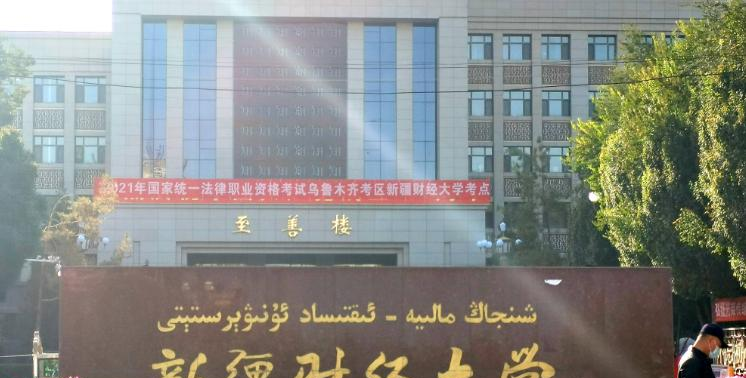 2021年国家统一法律职业资格考试乌鲁木齐考区新疆财经大学考点
至善楼
شىنجاڭ مالىيە - ئىقتىساد ئۇنىۋېرسىتېتى
新疆财经大学